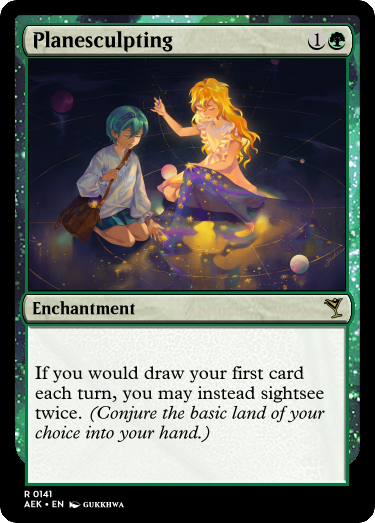 Planesculpting 1
Enchantment
If you would draw your first card
each turn, you may instead sightsee
twice. (Conjure the basic land of your
choice into your hand.)
R 0141
AEK • EN GUKKHWA